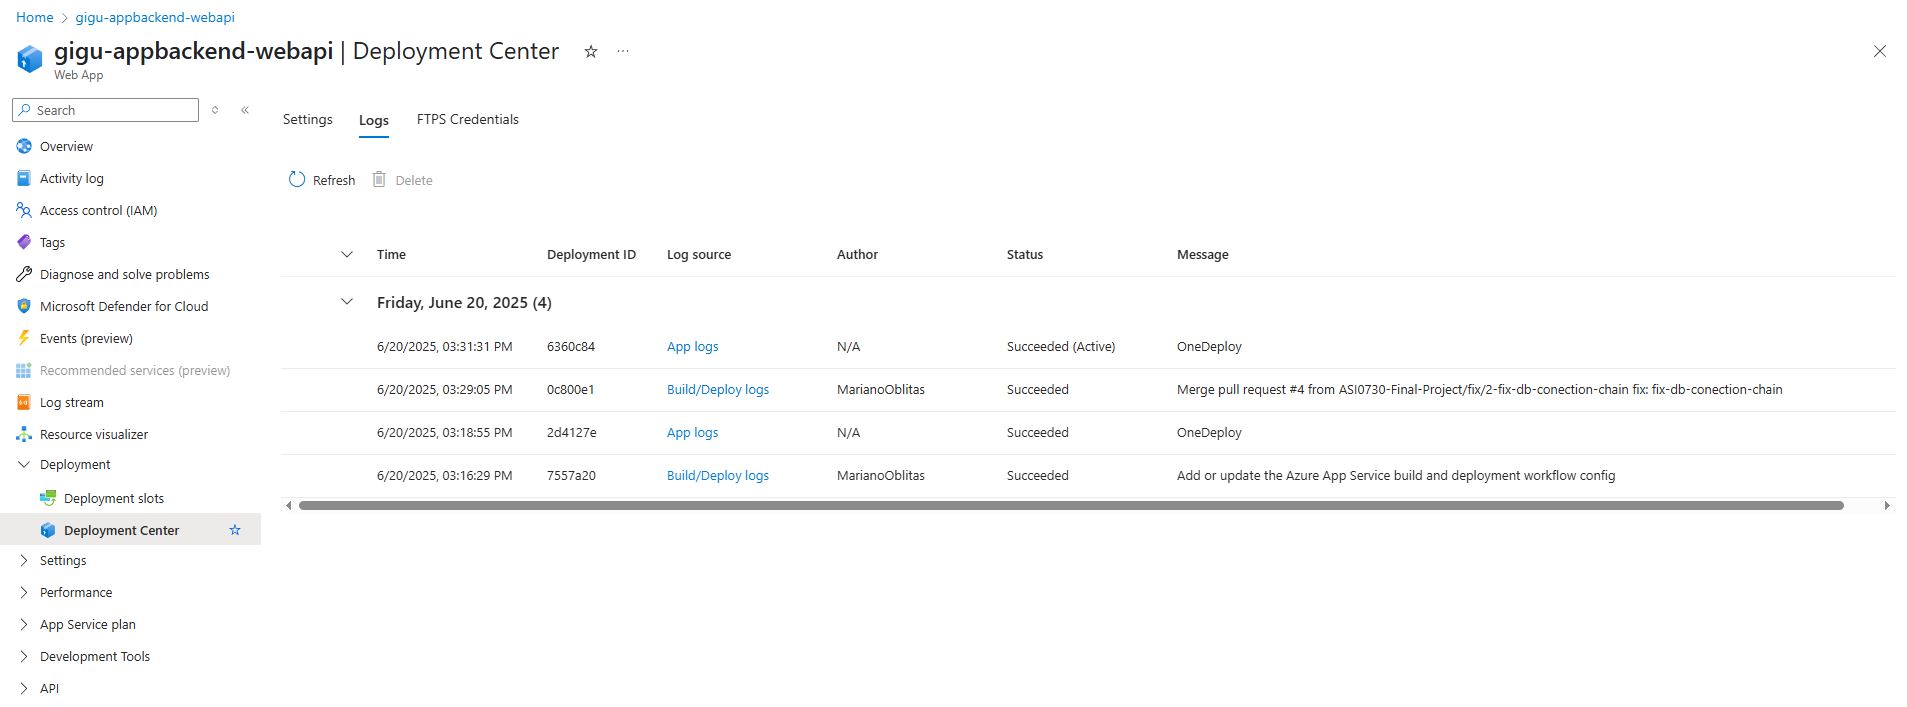 Home > gigu-appbackend-webapi
gigu-appbackend-webapi | Deployment Center
Web App
Search
Overview
Activity log
Access control (IAM)
Tags
Diagnose and solve problems
Microsoft Defender for Cloud
Events (preview)
Recommended services (preview)
Log stream
Resource visualizer
Deployment
Deployment slots
Deployment Center
Settings
Performance
App Service plan
Development Tools
API
Settings Logs FTPS Credentials
Refresh Delete
Time Deployment ID Log source Author Status Message
Friday, June 20, 2025 (4)
6/20/2025, 03:31:31 PM 6360c84 App logs N/A Succeeded (Active) OneDeploy
6/20/2025, 03:29:05 PM 0c800e1 Build/Deploy logs MarianoOblitas Succeeded Merge pull request #4 from ASI0730-Final-Project/fix/2-fix-db-conection-chain fix: fix-db-conection-chain
6/20/2025, 03:18:55 PM 2d4127e App logs N/A Succeeded OneDeploy
6/20/2025, 03:16:29 PM 7557a20 Build/Deploy logs MarianoOblitas Succeeded Add or update the Azure App Service build and deployment workflow config